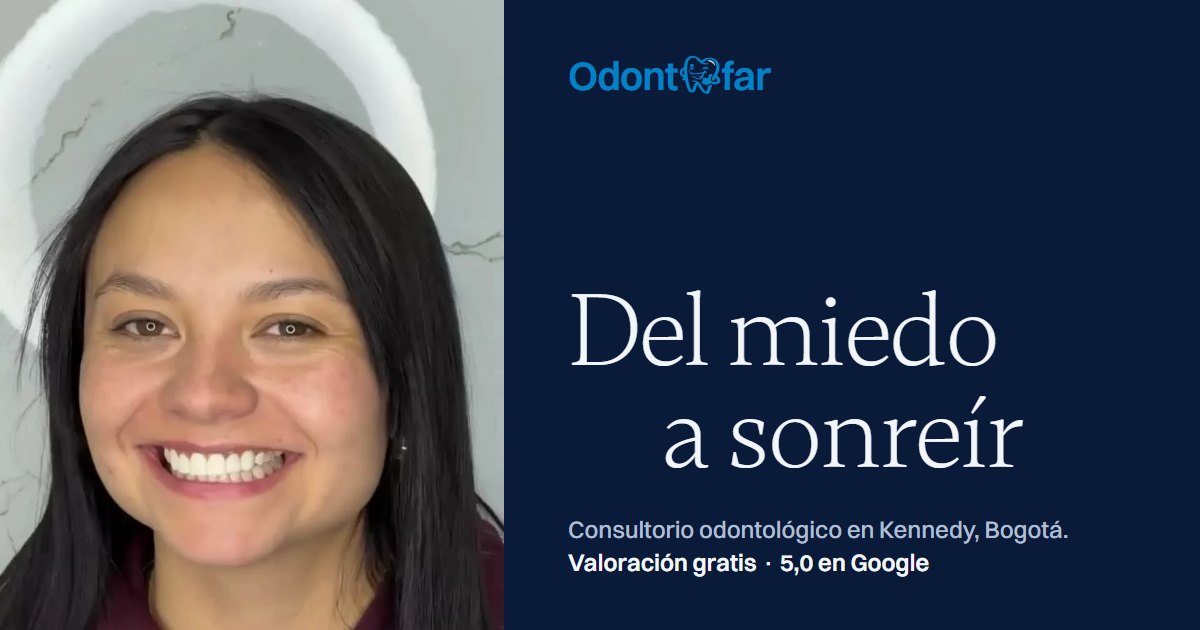 Odontofar
Del miedo
a sonreír
Consultorio odontológico en Kennedy, Bogotá.
Valoración gratis · 5,0 en Google